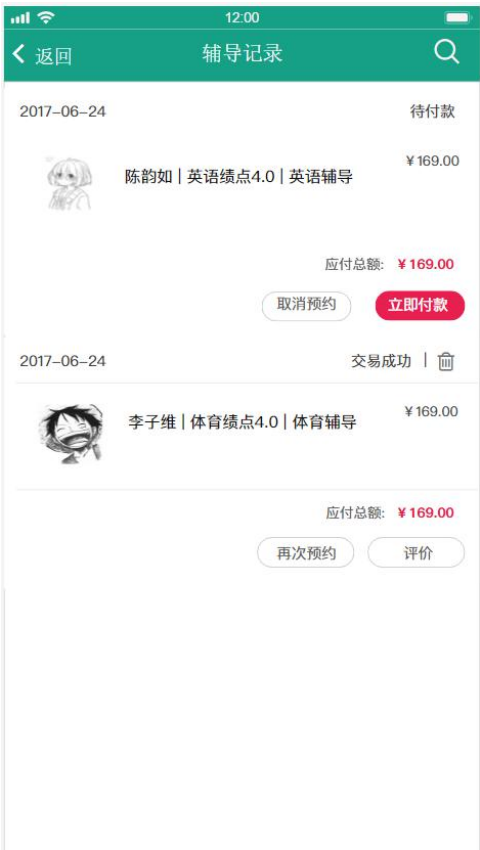 12:00
返回 辅导记录
2017-06-24 待付款
陈韵如 | 英语绩点4.0 | 英语辅导 ¥169.00
应付总额: ¥169.00
取消预约 立即付款
2017-06-24 交易成功 |
李子维 | 体育绩点4.0 | 体育辅导 ¥169.00
应付总额: ¥169.00
再次预约 评价